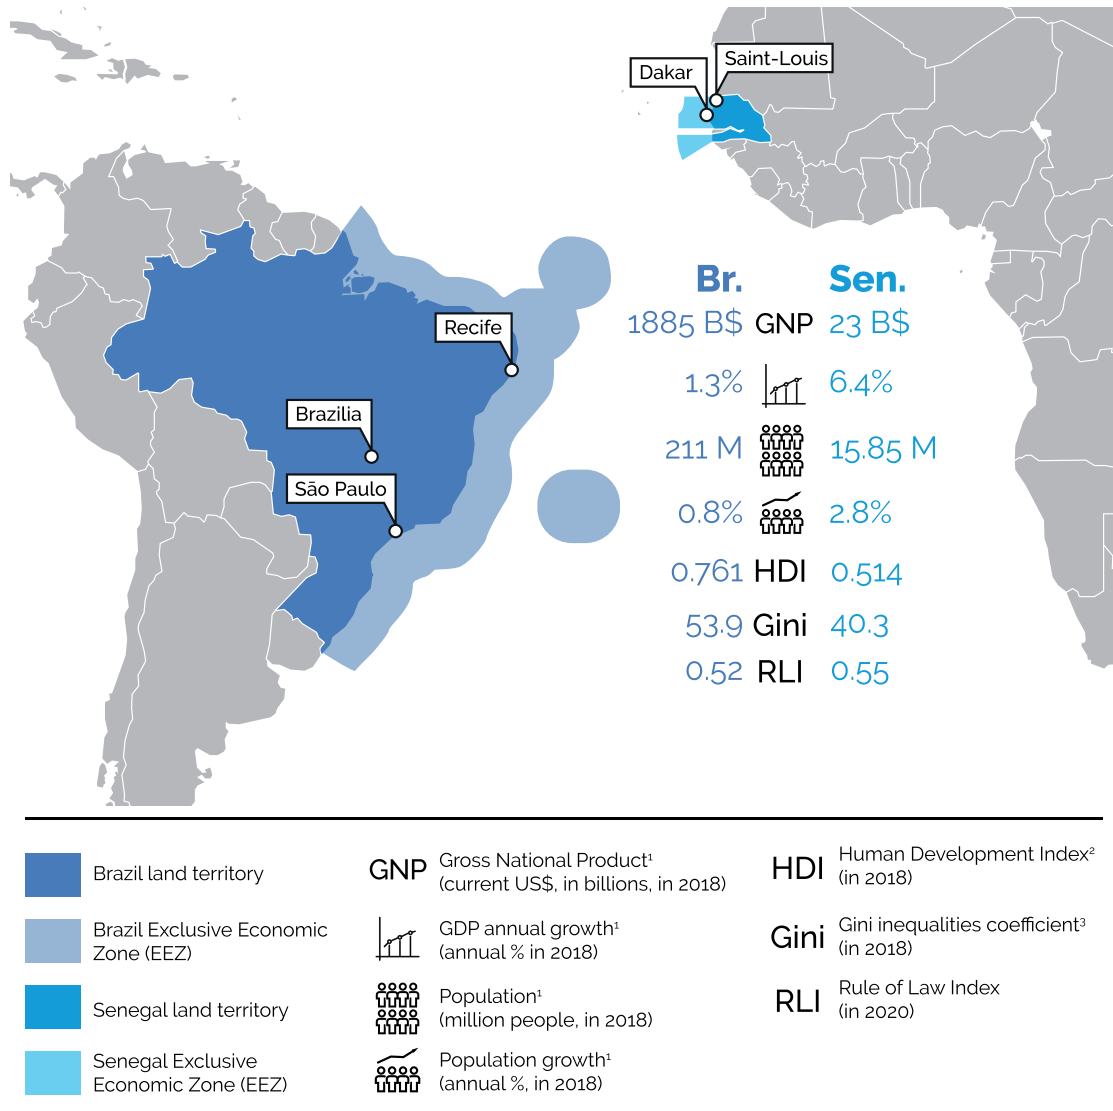 Saint-Louis
Dakar
Recife
Brazilia
São Paulo
Br. Sen.
1885 B$ GNP 23 B$
1.3% 6.4%
211 M 15.85 M
0.8% 2.8%
0.761 HDI 0.514
53.9 Gini 40.3
0.52 RLI 0.55
Brazil land territory
Brazil Exclusive Economic
Zone (EEZ)
Senegal land territory
Senegal Exclusive
Economic Zone (EEZ)
GNP
Gross National Product¹
(current US$, in billions, in 2018)
GDP annual growth¹
(annual % in 2018)
Population¹
(million people, in 2018)
Population growth¹
(annual %, in 2018)
HDI
Human Development Index²
(in 2018)
Gini
Gini inequalities coefficient³
(in 2018)
RLI
Rule of Law Index
(in 2020)